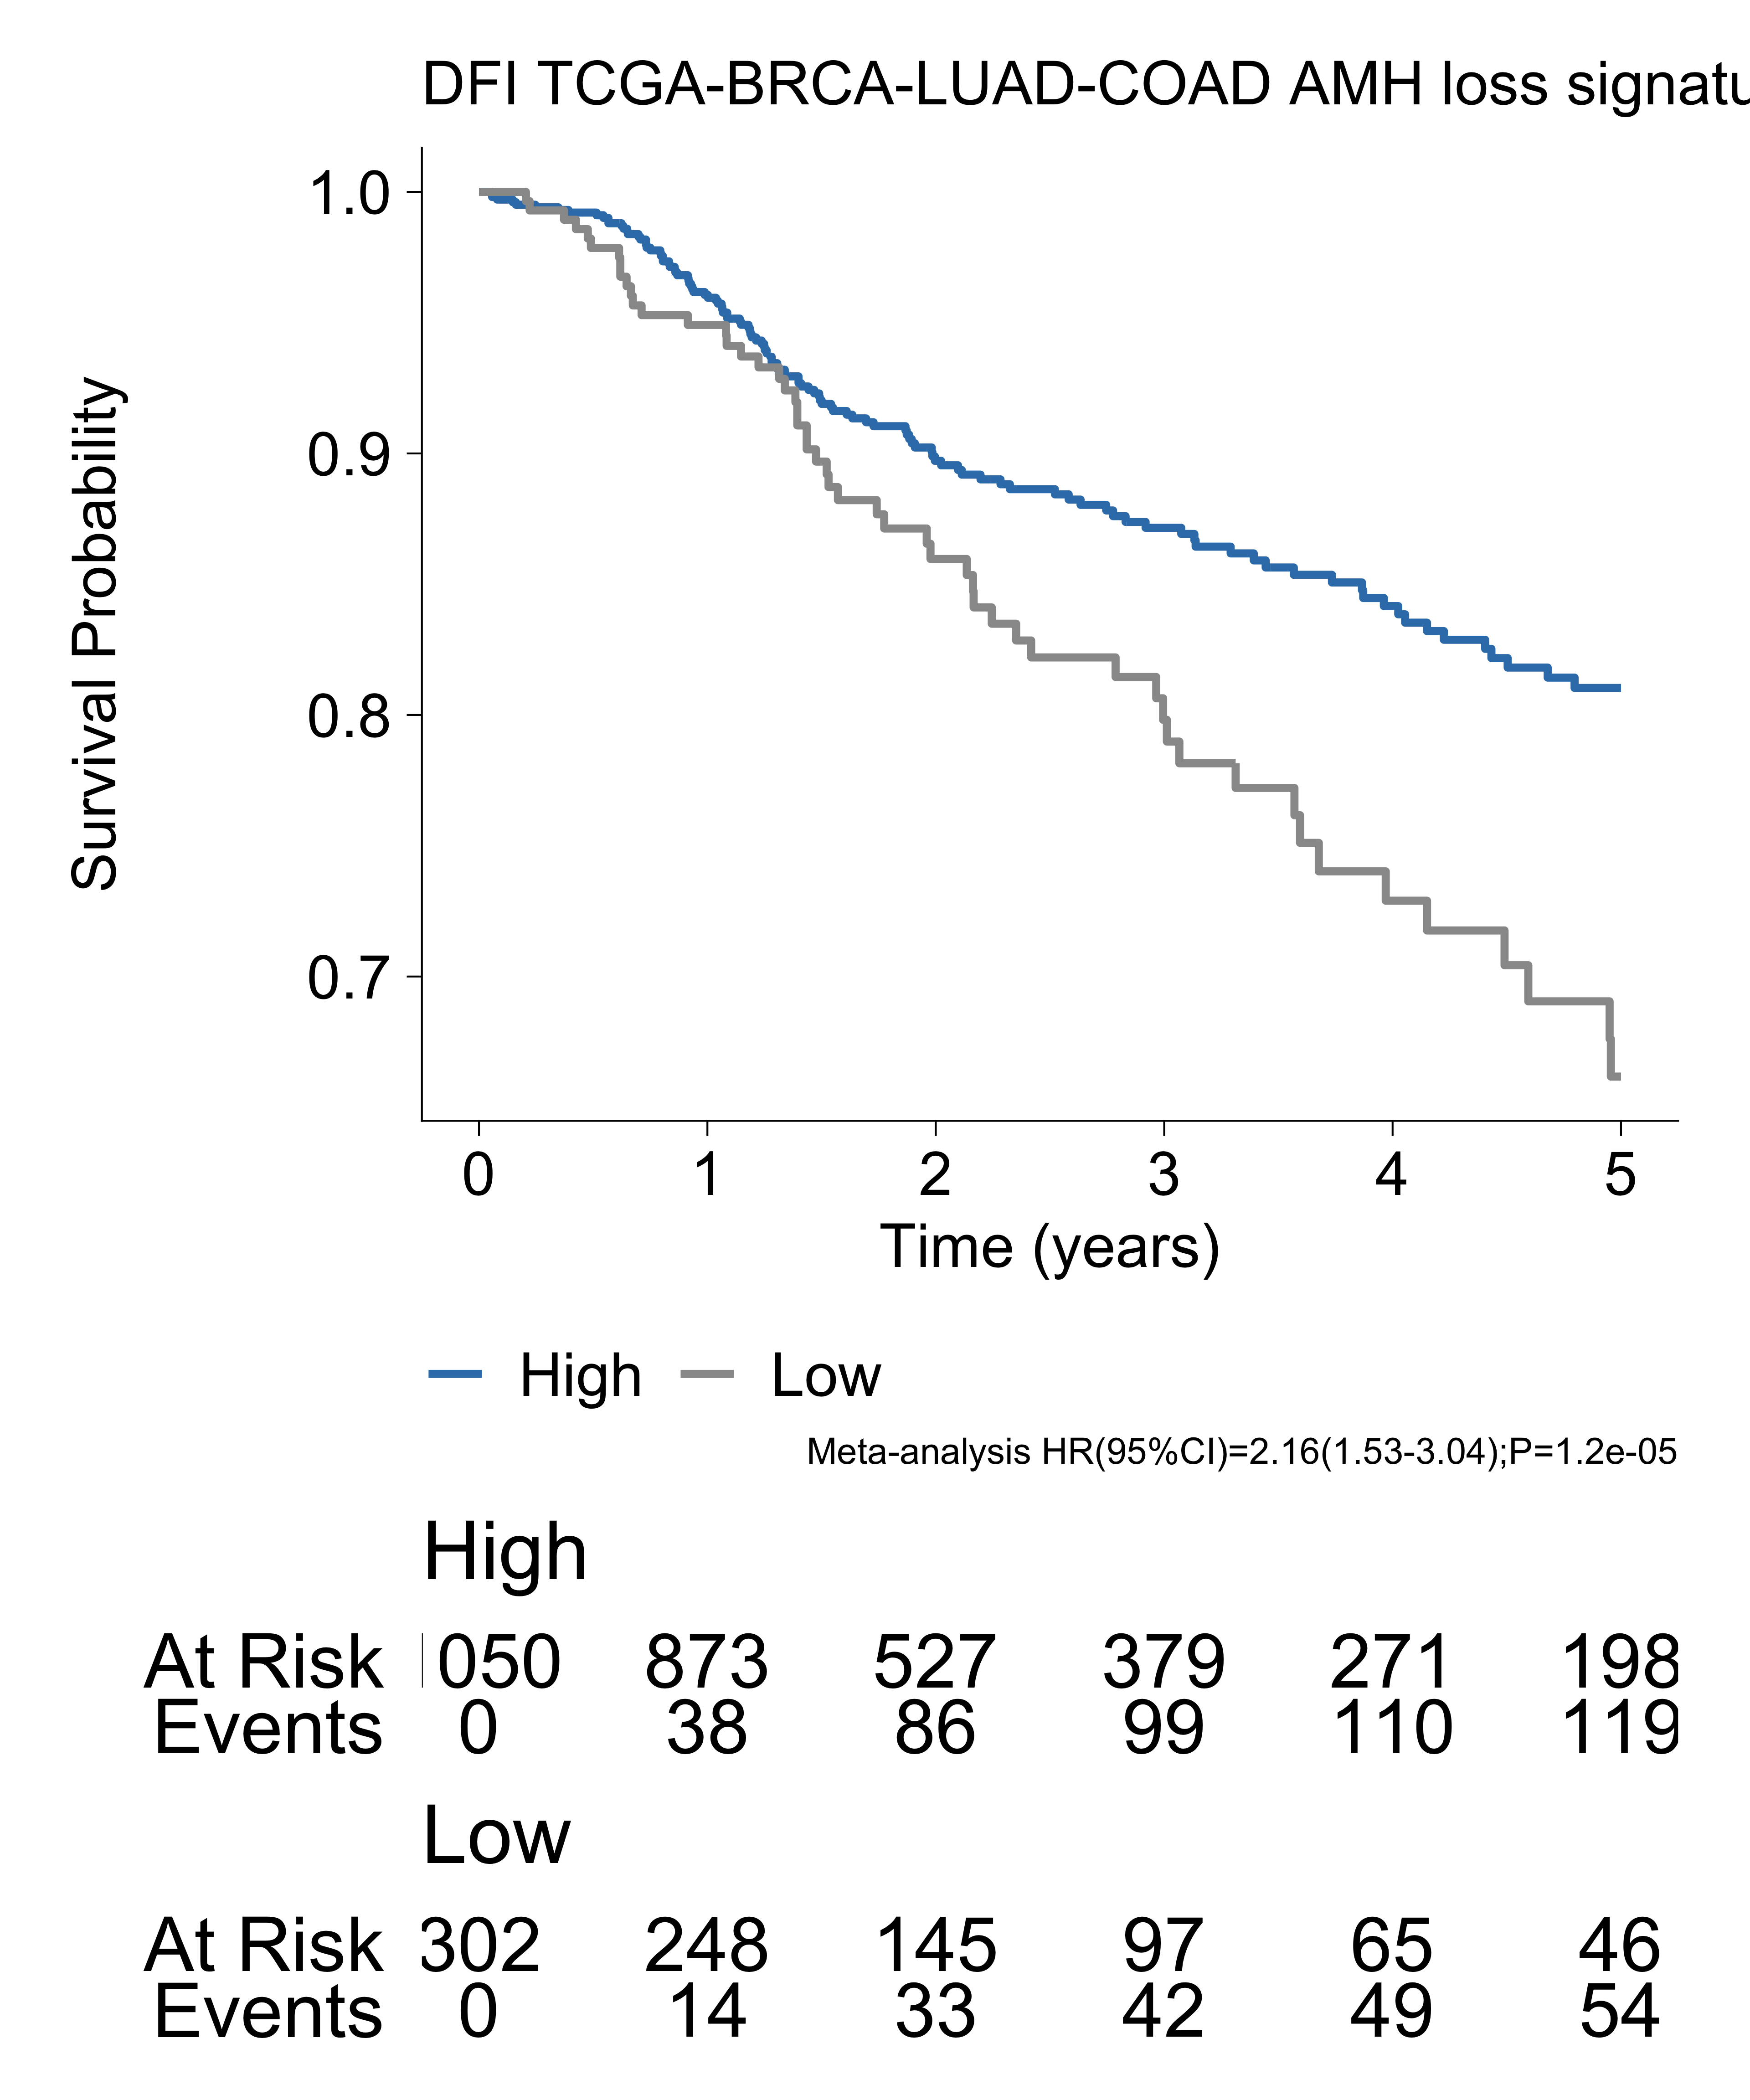 DFI TCGA-BRCA-LUAD-COAD AMH loss signatu
Survival Probability
1.0
0.9
0.8
0.7
0 1 2 3 4 5
Time (years)
High Low
Meta-analysis HR(95%CI)=2.16(1.53-3.04);P=1.2e-05
High
At Risk 050 873 527 379 271 198
Events 0 38 86 99 110 119
Low
At Risk 302 248 145 97 65 46
Events 0 14 33 42 49 54